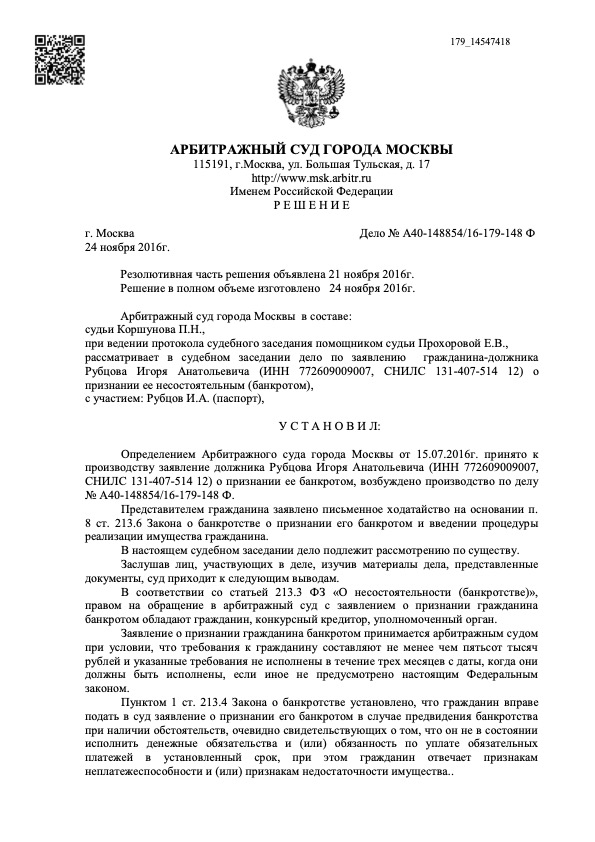 179_14547418
АРБИТРАЖНЫЙ СУД ГОРОДА МОСКВЫ
115191, г.Москва, ул. Большая Тульская, д. 17
http://www.msk.arbitr.ru
Именем Российской Федерации
Р Е Ш Е Н И Е
г. Москва Дело № А40-148854/16-179-148 Ф
24 ноября 2016г.
Резолютивная часть решения объявлена 21 ноября 2016г.
Решение в полном объеме изготовлено 24 ноября 2016г.
Арбитражный суд города Москвы в составе:
судьи Коршунова П.Н.,
при ведении протокола судебного заседания помощником судьи Прохоровой Е.В.,
рассматривает в судебном заседании дело по заявлению гражданина-должника
Рубцова Игоря Анатольевича (ИНН 772609009007, СНИЛС 131-407-514 12) о
признании ее несостоятельным (банкротом),
с участием: Рубцов И.А. (паспорт),
У С Т А Н О В И Л:
Определением Арбитражного суда города Москвы от 15.07.2016г. принято к
производству заявление должника Рубцова Игоря Анатольевича (ИНН 772609009007,
СНИЛС 131-407-514 12) о признании ее банкротом, возбуждено производство по делу
№ А40-148854/16-179-148 Ф.
Представителем гражданина заявлено письменное ходатайство на основании п.
8 ст. 213.6 Закона о банкротстве о признании его банкротом и введении процедуры
реализации имущества гражданина.
В настоящем судебном заседании дело подлежит рассмотрению по существу.
Заслушав лиц, участвующих в деле, изучив материалы дела, представленные
документы, суд приходит к следующим выводам.
В соответствии со статьей 213.3 ФЗ «О несостоятельности (банкротстве)»,
правом на обращение в арбитражный суд с заявлением о признании гражданина
банкротом обладают гражданин, конкурсный кредитор, уполномоченный орган.
Заявление о признании гражданина банкротом принимается арбитражным судом
при условии, что требования к гражданину составляют не менее чем пятьсот тысяч
рублей и указанные требования не исполнены в течение трех месяцев с даты, когда они
должны быть исполнены, если иное не предусмотрено настоящим Федеральным
законом.
Пунктом 1 ст. 213.4 Закона о банкротстве установлено, что гражданин вправе
подать в суд заявление о признании его банкротом в случае предвидения банкротства
при наличии обстоятельств, очевидно свидетельствующих о том, что он не в состоянии
исполнить денежные обязательства и (или) обязанность по уплате обязательных
платежей в установленный срок, при этом гражданин отвечает признакам
неплатежеспособности и (или) признакам недостаточности имущества..